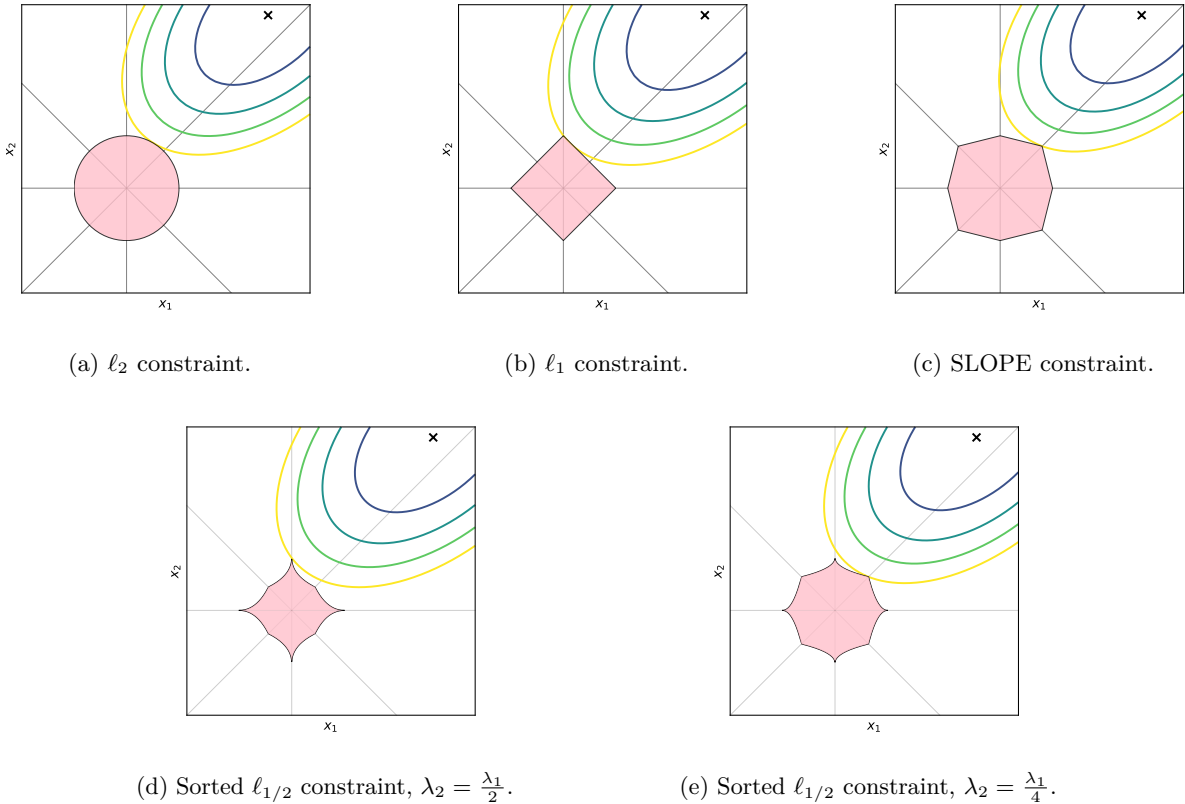 x₂ x₂ x₂
x₁ x₁ x₁
(a) ℓ₂ constraint. (b) ℓ₁ constraint. (c) SLOPE constraint.
x₂ x₂
x₁ x₁
(d) Sorted ℓ₁/₂ constraint, λ₂ = λ₁/2. (e) Sorted ℓ₁/₂ constraint, λ₂ = λ₁/4.